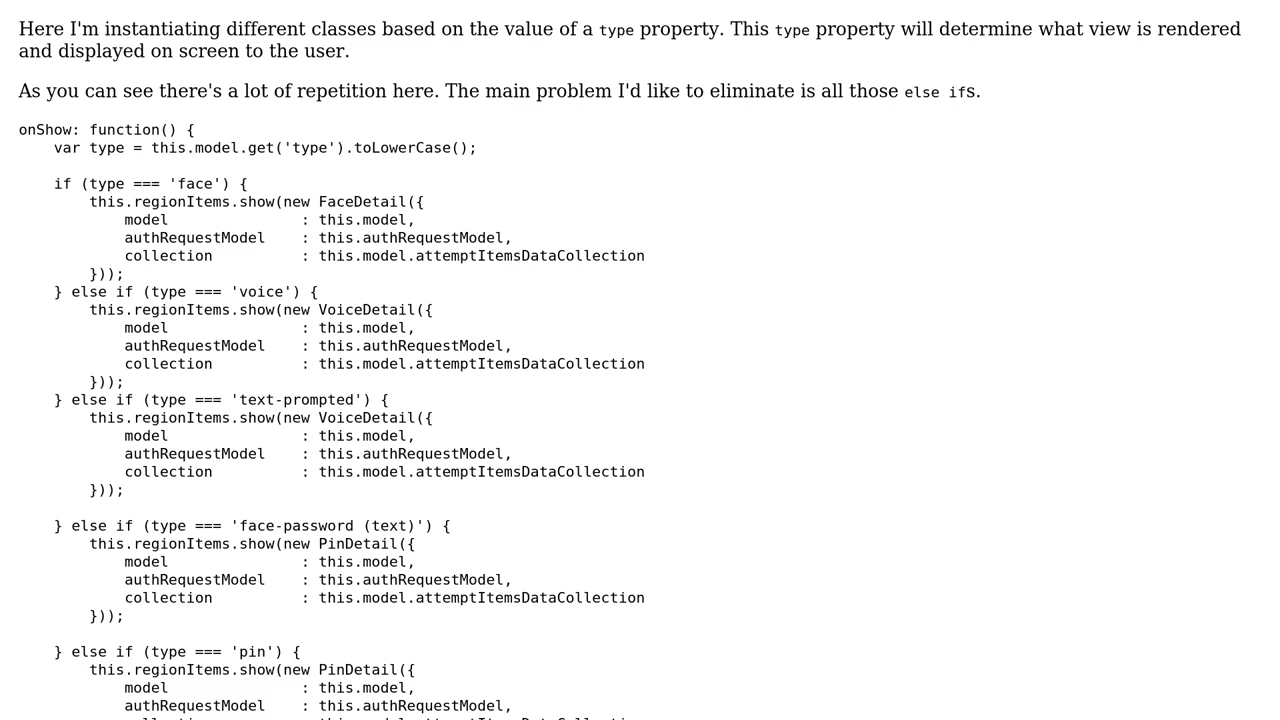 Here I'm instantiating different classes based on the value of a type property. This type property will determine what view is rendered
and displayed on screen to the user.
As you can see there's a lot of repetition here. The main problem I'd like to eliminate is all those else ifs.
onShow: function() {
    var type = this.model.get('type').toLowerCase();
    if (type === 'face') {
        this.regionItems.show(new FaceDetail({
            model               : this.model,
            authRequestModel    : this.authRequestModel,
            collection          : this.model.attemptItemsDataCollection
        }));
    } else if (type === 'voice') {
        this.regionItems.show(new VoiceDetail({
            model               : this.model,
            authRequestModel    : this.authRequestModel,
            collection          : this.model.attemptItemsDataCollection
        }));
    } else if (type === 'text-prompted') {
        this.regionItems.show(new VoiceDetail({
            model               : this.model,
            authRequestModel    : this.authRequestModel,
            collection          : this.model.attemptItemsDataCollection
        }));
    } else if (type === 'face-password (text)') {
        this.regionItems.show(new PinDetail({
            model               : this.model,
            authRequestModel    : this.authRequestModel,
            collection          : this.model.attemptItemsDataCollection
        }));
    } else if (type === 'pin') {
        this.regionItems.show(new PinDetail({
            model               : this.model,
            authRequestModel    : this.authRequestModel,